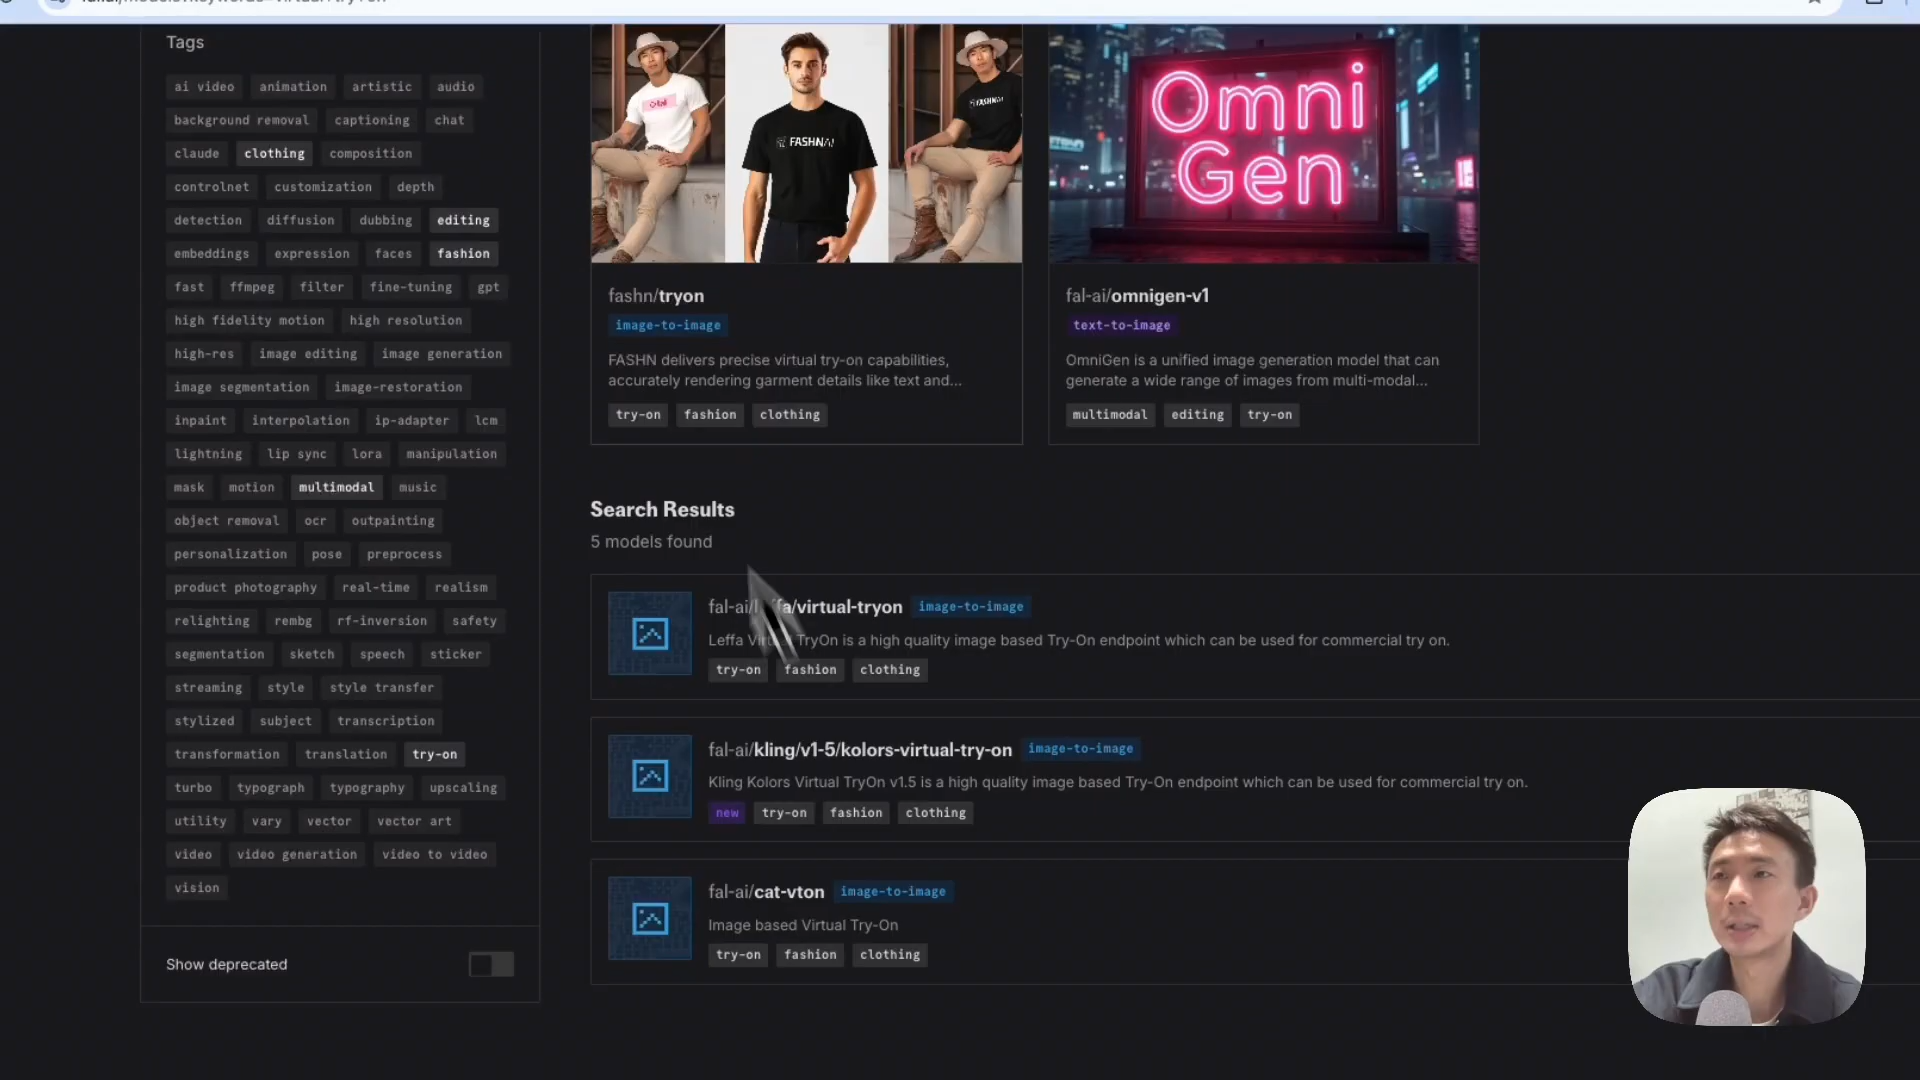 Tags
ai video animation artistic audio
background removal captioning chat
claude clothing composition
controlnet customization depth
detection diffusion dubbing editing
embeddings expression faces fashion
fast ffmpeg filter fine-tuning gpt
high fidelity motion high resolution
high-res image editing image generation
image segmentation image-restoration
inpaint interpolation ip-adapter lcm
lightning lip sync lora manipulation
mask motion multimodal music
object removal ocr outpainting
personalization pose preprocess
product photography real-time realism
relighting rembg rf-inversion safety
segmentation sketch speech sticker
streaming style style transfer
stylized subject transcription
transformation translation try-on
turbo typograph typography upscaling
utility vary vector vector art
video video generation video to video
vision
Show deprecated
FASHNAI
fashn/tryon
image-to-image
FASHN delivers precise virtual try-on capabilities,
accurately rendering garment details like text and...
try-on fashion clothing
Omni
Gen
fal-ai/omnigen-v1
text-to-image
OmniGen is a unified image generation model that can
generate a wide range of images from multi-modal...
multimodal editing try-on
Search Results
5 models found
fal-ai/leffa/virtual-tryon image-to-image
Leffa Virtual TryOn is a high quality image based Try-On endpoint which can be used for commercial try on.
try-on fashion clothing
fal-ai/kling/v1-5/kolors-virtual-try-on image-to-image
Kling Kolors Virtual TryOn v1.5 is a high quality image based Try-On endpoint which can be used for commercial try on.
new try-on fashion clothing
fal-ai/cat-vton image-to-image
Image based Virtual Try-On
try-on fashion clothing